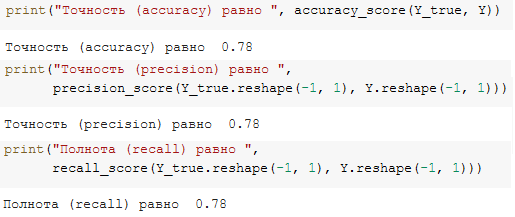 print("Точность (accuracy) равно ", accuracy_score(Y_true, Y))
Точность (accuracy) равно  0.78
print("Точность (precision) равно ",
      precision_score(Y_true.reshape(-1, 1), Y.reshape(-1, 1)))
Точность (precision) равно  0.78
print("Полнота (recall) равно ",
      recall_score(Y_true.reshape(-1, 1), Y.reshape(-1, 1)))
Полнота (recall) равно  0.78